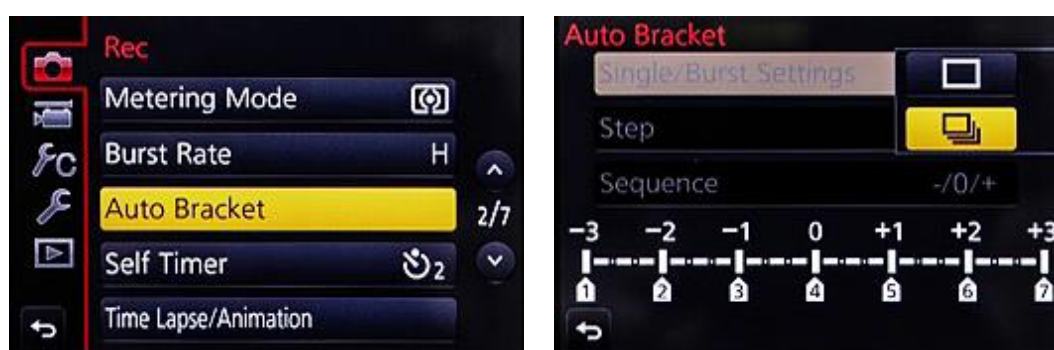 Rec
Metering Mode
Burst Rate H
Auto Bracket
2/7
Self Timer 2
Time Lapse/Animation
C
Auto Bracket
Single/Burst Settings
Step
Sequence -/0/+
-3 -2 -1 0 +1 +2 +3
1 2 3 4 5 6 7